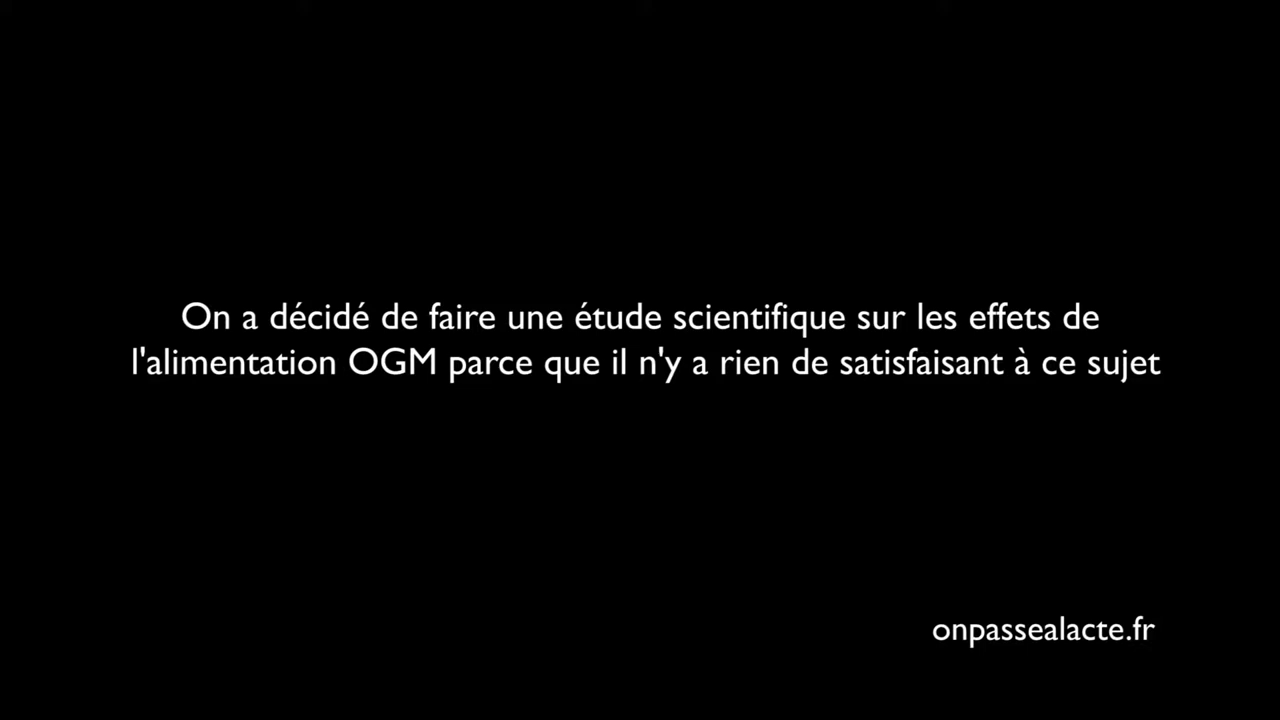 On a décidé de faire une étude scientifique sur les effets de
l'alimentation OGM parce que il n'y a rien de satisfaisant à ce sujet
onpassealacte.fr